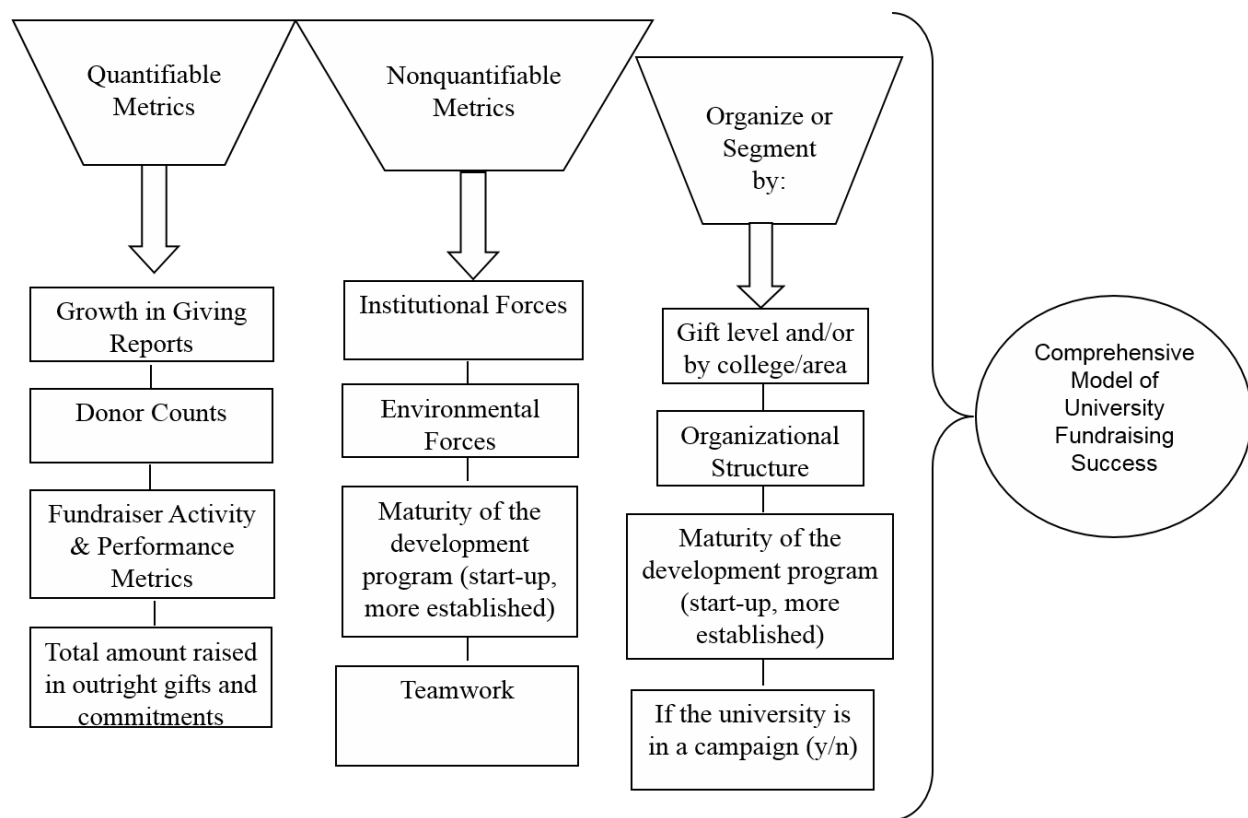 Quantifiable
Metrics
Growth in Giving
Reports
Donor Counts
Fundraiser Activity
& Performance
Metrics
Total amount raised
in outright gifts and
commitments
Nonquantifiable
Metrics
Institutional Forces
Environmental
Forces
Maturity of the
development
program (start-up,
more established)
Teamwork
Organize or
Segment
by:
Gift level and/or
by college/area
Organizational
Structure
Maturity of the
development program
(start-up, more
established)
If the university is
in a campaign (y/n)
Comprehensive
Model of
University
Fundraising
Success